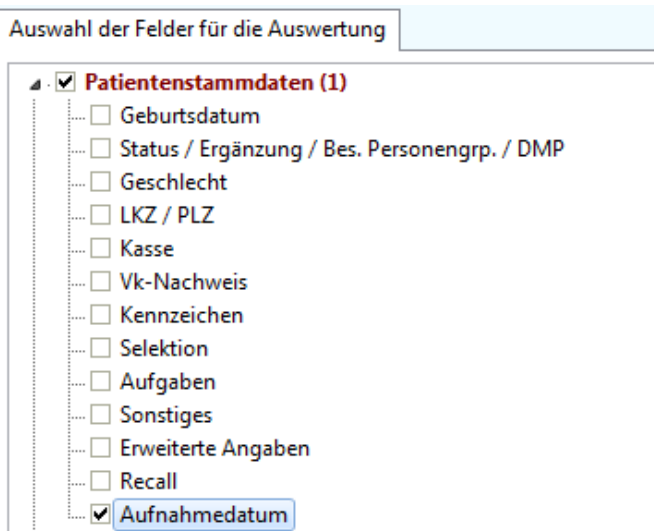 Auswahl der Felder für die Auswertung
Patientenstammdaten (1)
Geburtsdatum
Status / Ergänzung / Bes. Personengrp. / DMP
Geschlecht
LKZ / PLZ
Kasse
Vk-Nachweis
Kennzeichen
Selektion
Aufgaben
Sonstiges
Erweiterte Angaben
Recall
Aufnahmedatum